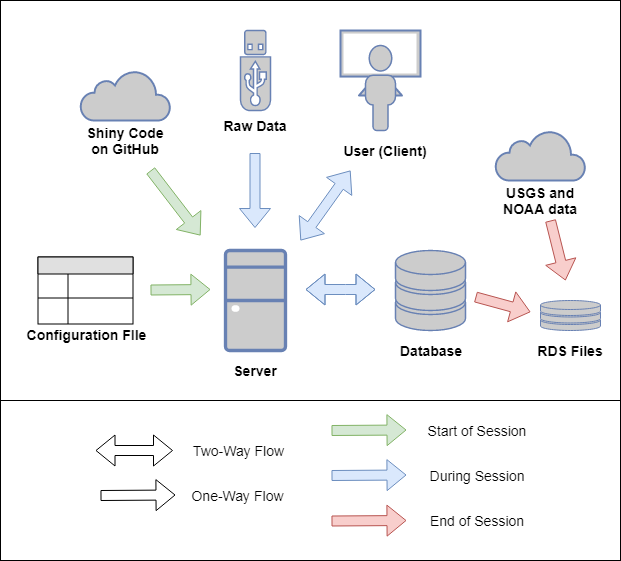 Shiny Code
on GitHub
Raw Data
User (Client)
USGS and
NOAA data
Configuration FIle
Server
Database
RDS Files
Two-Way Flow
One-Way Flow
Start of Session
During Session
End of Session